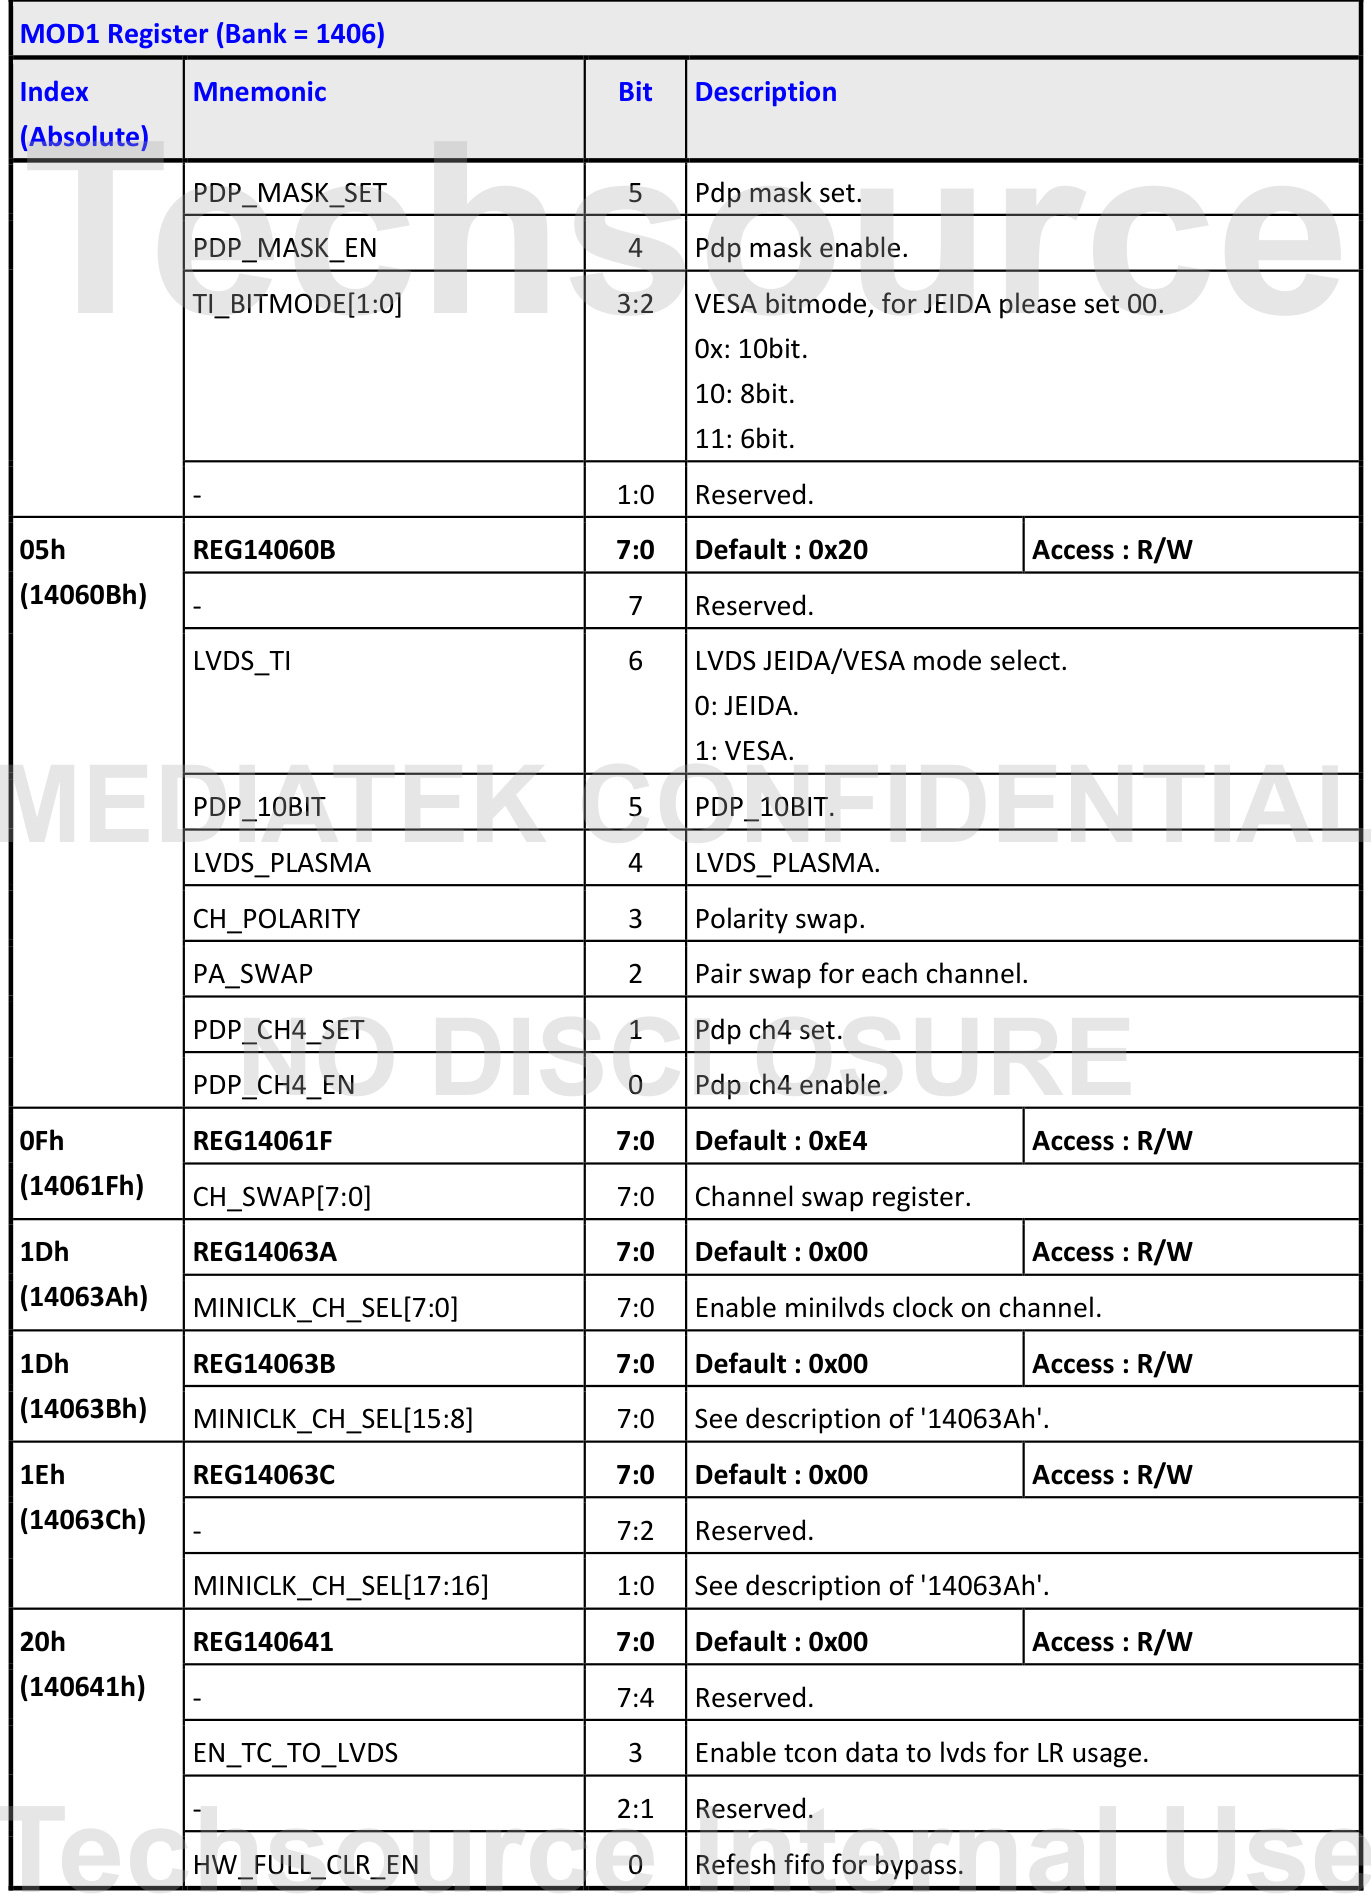 MOD1 Register (Bank = 1406)
Index (Absolute) Mnemonic Bit Description
PDP_MASK_SET 5 Pdp mask set.
PDP_MASK_EN 4 Pdp mask enable.
TI_BITMODE[1:0] 3:2 VESA bitmode, for JEIDA please set 00.
0x: 10bit.
10: 8bit.
11: 6bit.
- 1:0 Reserved.
05h REG14060B 7:0 Default : 0x20 Access : R/W
(14060Bh)
- 7 Reserved.
LVDS_TI 6 LVDS JEIDA/VESA mode select.
0: JEIDA.
1: VESA.
PDP_10BIT 5 PDP_10BIT.
LVDS_PLASMA 4 LVDS_PLASMA.
CH_POLARITY 3 Polarity swap.
PA_SWAP 2 Pair swap for each channel.
PDP_CH4_SET 1 Pdp ch4 set.
PDP_CH4_EN 0 Pdp ch4 enable.
0Fh REG14061F 7:0 Default : 0xE4 Access : R/W
(14061Fh) CH_SWAP[7:0] 7:0 Channel swap register.
1Dh REG14063A 7:0 Default : 0x00 Access : R/W
(14063Ah) MINICLK_CH_SEL[7:0] 7:0 Enable minilvds clock on channel.
1Dh REG14063B 7:0 Default : 0x00 Access : R/W
(14063Bh) MINICLK_CH_SEL[15:8] 7:0 See description of '14063Ah'.
1Eh REG14063C 7:0 Default : 0x00 Access : R/W
(14063Ch) - 7:2 Reserved.
MINICLK_CH_SEL[17:16] 1:0 See description of '14063Ah'.
20h REG140641 7:0 Default : 0x00 Access : R/W
(140641h) - 7:4 Reserved.
EN_TC_TO_LVDS 3 Enable tcon data to lvds for LR usage.
- 2:1 Reserved.
HW_FULL_CLR_EN 0 Refesh fifo for bypass.
Techsource
MEDIATEK CONFIDENTIAL
NO DISCLOSURE
Techsource Internal Use